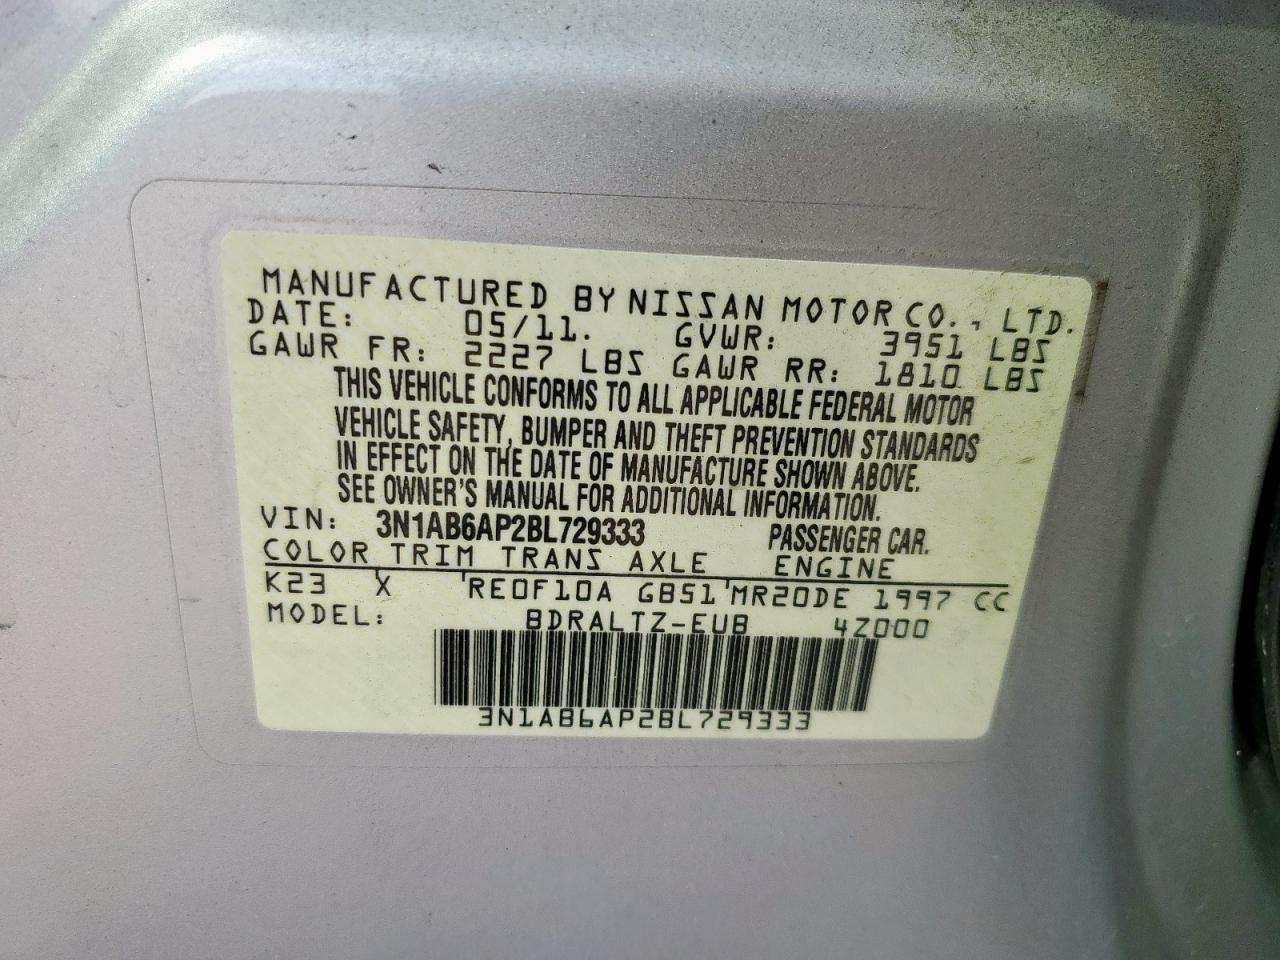 MANUFACTURED BY NISSAN MOTOR CO., LTD.
DATE: 05/11. GVWR: 3951 LBS
GAWR FR: 2227 LBS GAWR RR: 1810 LBS
THIS VEHICLE CONFORMS TO ALL APPLICABLE FEDERAL MOTOR
VEHICLE SAFETY, BUMPER AND THEFT PREVENTION STANDARDS
IN EFFECT ON THE DATE OF MANUFACTURE SHOWN ABOVE.
SEE OWNER'S MANUAL FOR ADDITIONAL INFORMATION.
VIN: 3N1AB6AP2BL729333 PASSENGER CAR.
COLOR TRIM TRANS AXLE ENGINE
K23 X RE0F10A GB51 MR20DE 1997 CC
MODEL: BDRALTZ-EUB 4Z000
3N1AB6AP2BL729333